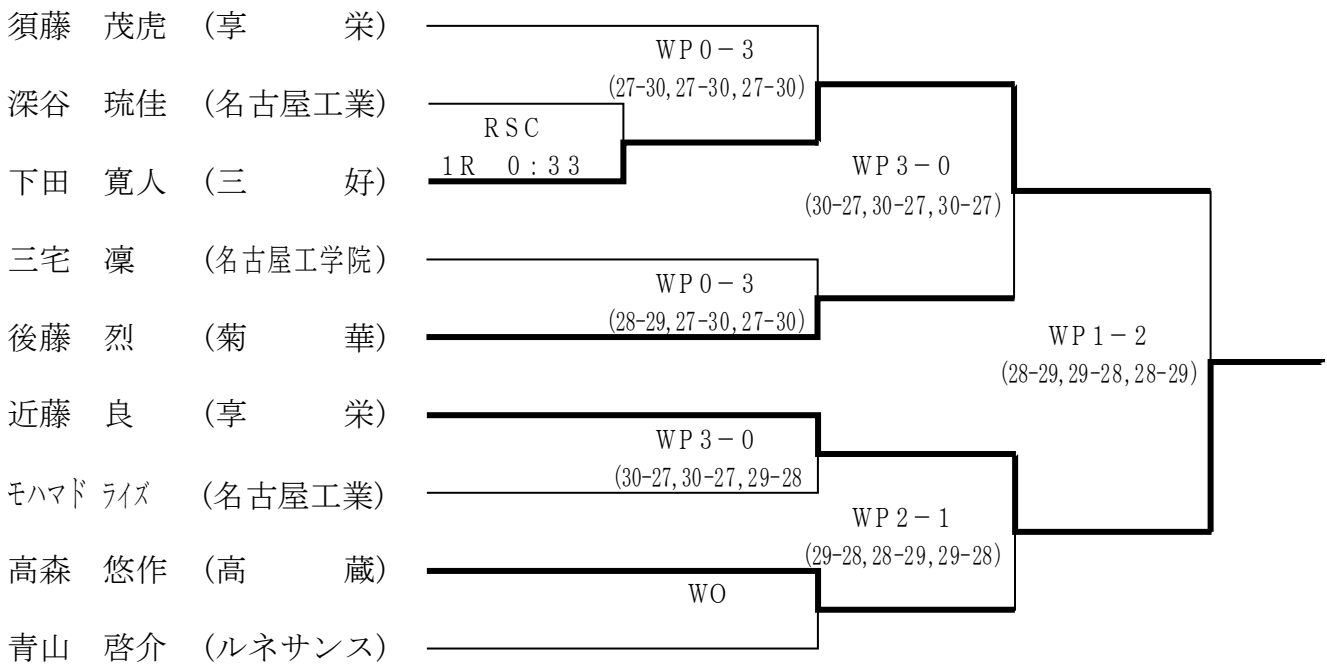 須藤 茂虎 (享 栄)
WP0-3
(27-30,27-30,27-30)
深谷 琉佳 (名古屋工業)
RSC
1R 0:33
下田 寛人 (三 好)
WP3-0
(30-27,30-27,30-27)
三宅 凜 (名古屋工学院)
WP0-3
(28-29,27-30,27-30)
後藤 烈 (菊 華)
WP1-2
(28-29,29-28,28-29)
近藤 良 (享 栄)
WP3-0
(30-27,30-27,29-28
モハマド ライズ (名古屋工業)
WP2-1
(29-28,28-29,29-28)
高森 悠作 (高 蔵)
WO
青山 啓介 (ルネサンス)